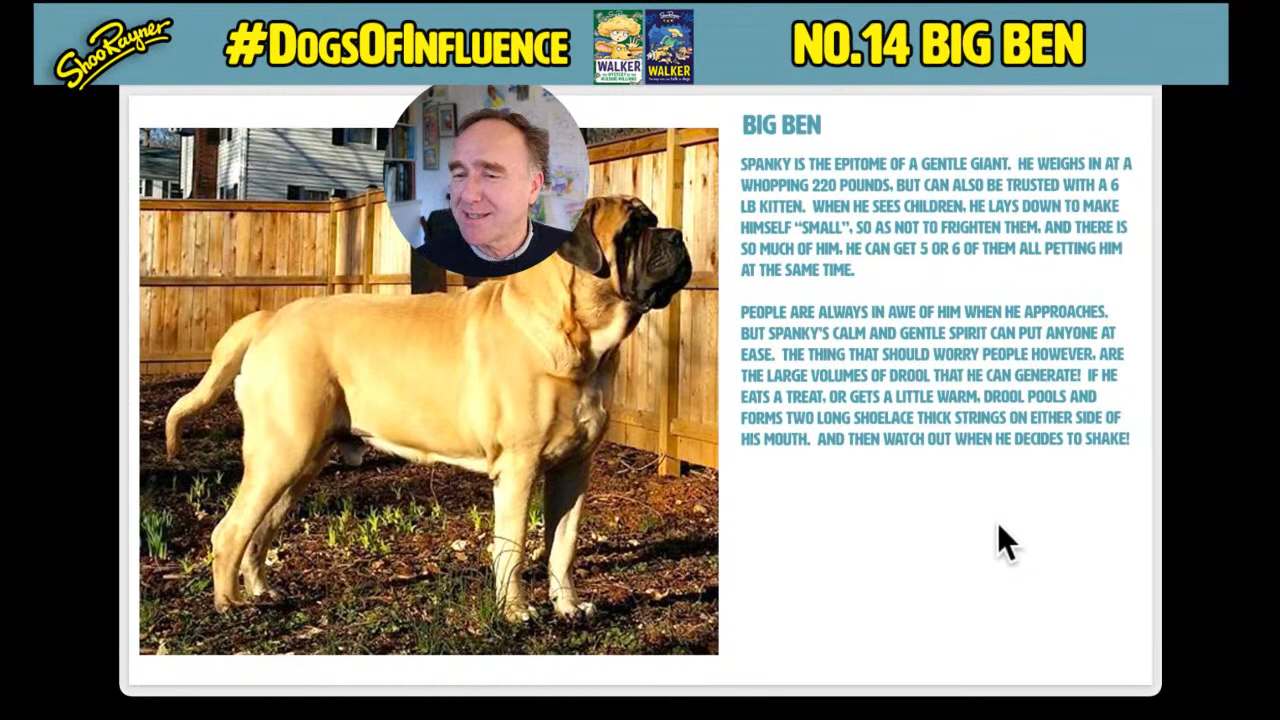 ShooRayner
#DogsOfInfluence
WALKER
WALKER
NO.14 BIG BEN
BIG BEN
SPANKY IS THE EPITOME OF A GENTLE GIANT. HE WEIGHS IN AT A
WHOPPING 220 POUNDS, BUT CAN ALSO BE TRUSTED WITH A 6
LB KITTEN. WHEN HE SEES CHILDREN, HE LAYS DOWN TO MAKE
HIMSELF "SMALL", SO AS NOT TO FRIGHTEN THEM, AND THERE IS
SO MUCH OF HIM, HE CAN GET 5 OR 6 OF THEM ALL PETTING HIM
AT THE SAME TIME.
PEOPLE ARE ALWAYS IN AWE OF HIM WHEN HE APPROACHES,
BUT SPANKY'S CALM AND GENTLE SPIRIT CAN PUT ANYONE AT
EASE. THE THING THAT SHOULD WORRY PEOPLE HOWEVER, ARE
THE LARGE VOLUMES OF DROOL THAT HE CAN GENERATE! IF HE
EATS A TREAT, OR GETS A LITTLE WARM, DROOL POOLS AND
FORMS TWO LONG SHOELACE THICK STRINGS ON EITHER SIDE OF
HIS MOUTH. AND THEN WATCH OUT WHEN HE DECIDES TO SHAKE!